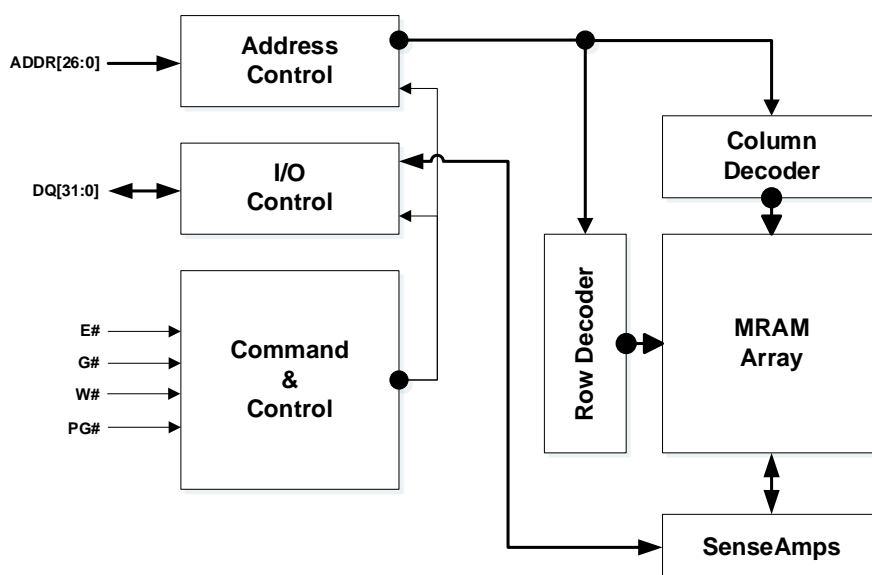 ADDR[26:0]
Address
Control
Column
Decoder
DQ[31:0]
I/O
Control
Row Decoder
MRAM
Array
E#
G#
W#
PG#
Command
&
Control
SenseAmps